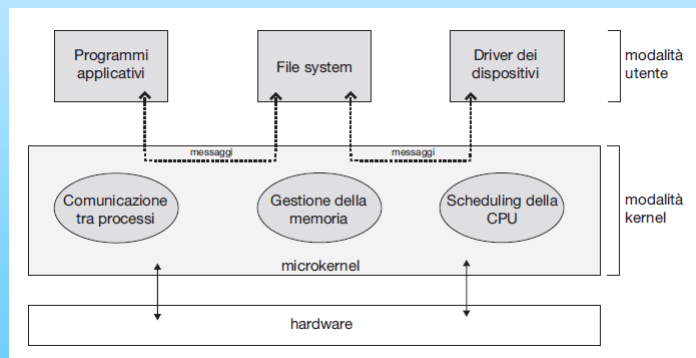 Programmi
applicativi
File system
Driver dei
dispositivi
modalità
utente
messaggi
messaggi
Comunicazione
tra processi
Gestione della
memoria
Scheduling della
CPU
modalità
kernel
microkernel
hardware